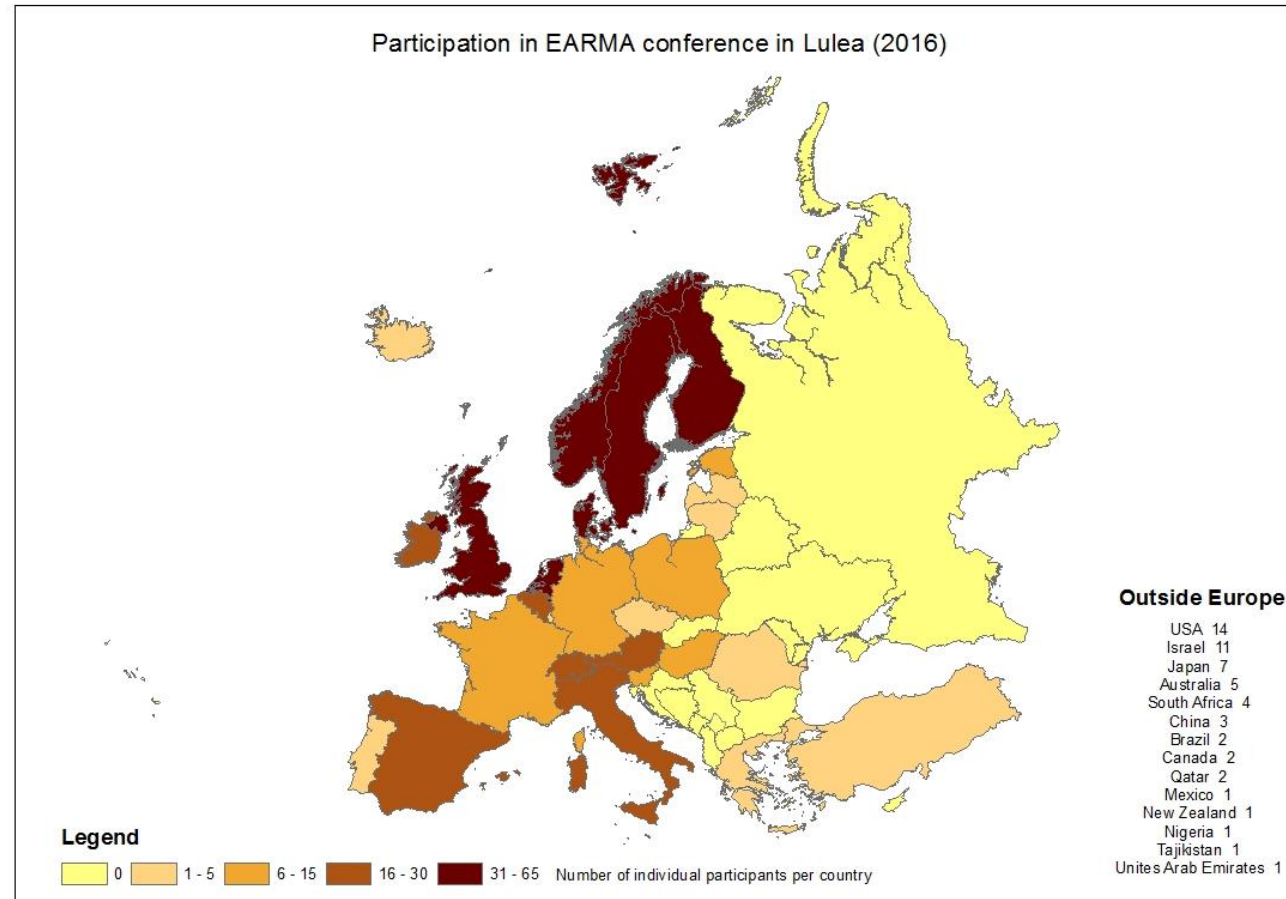 Participation in EARMA conference in Lulea (2016)
Outside Europe
USA 14
Israel 11
Japan 7
Australia 5
South Africa 4
China 3
Brazil 2
Canada 2
Qatar 2
Mexico 1
New Zealand 1
Nigeria 1
Tajikistan 1
Unites Arab Emirates 1
Legend
0 1 - 5 6 - 15 16 - 30 31 - 65 Number of individual participants per country